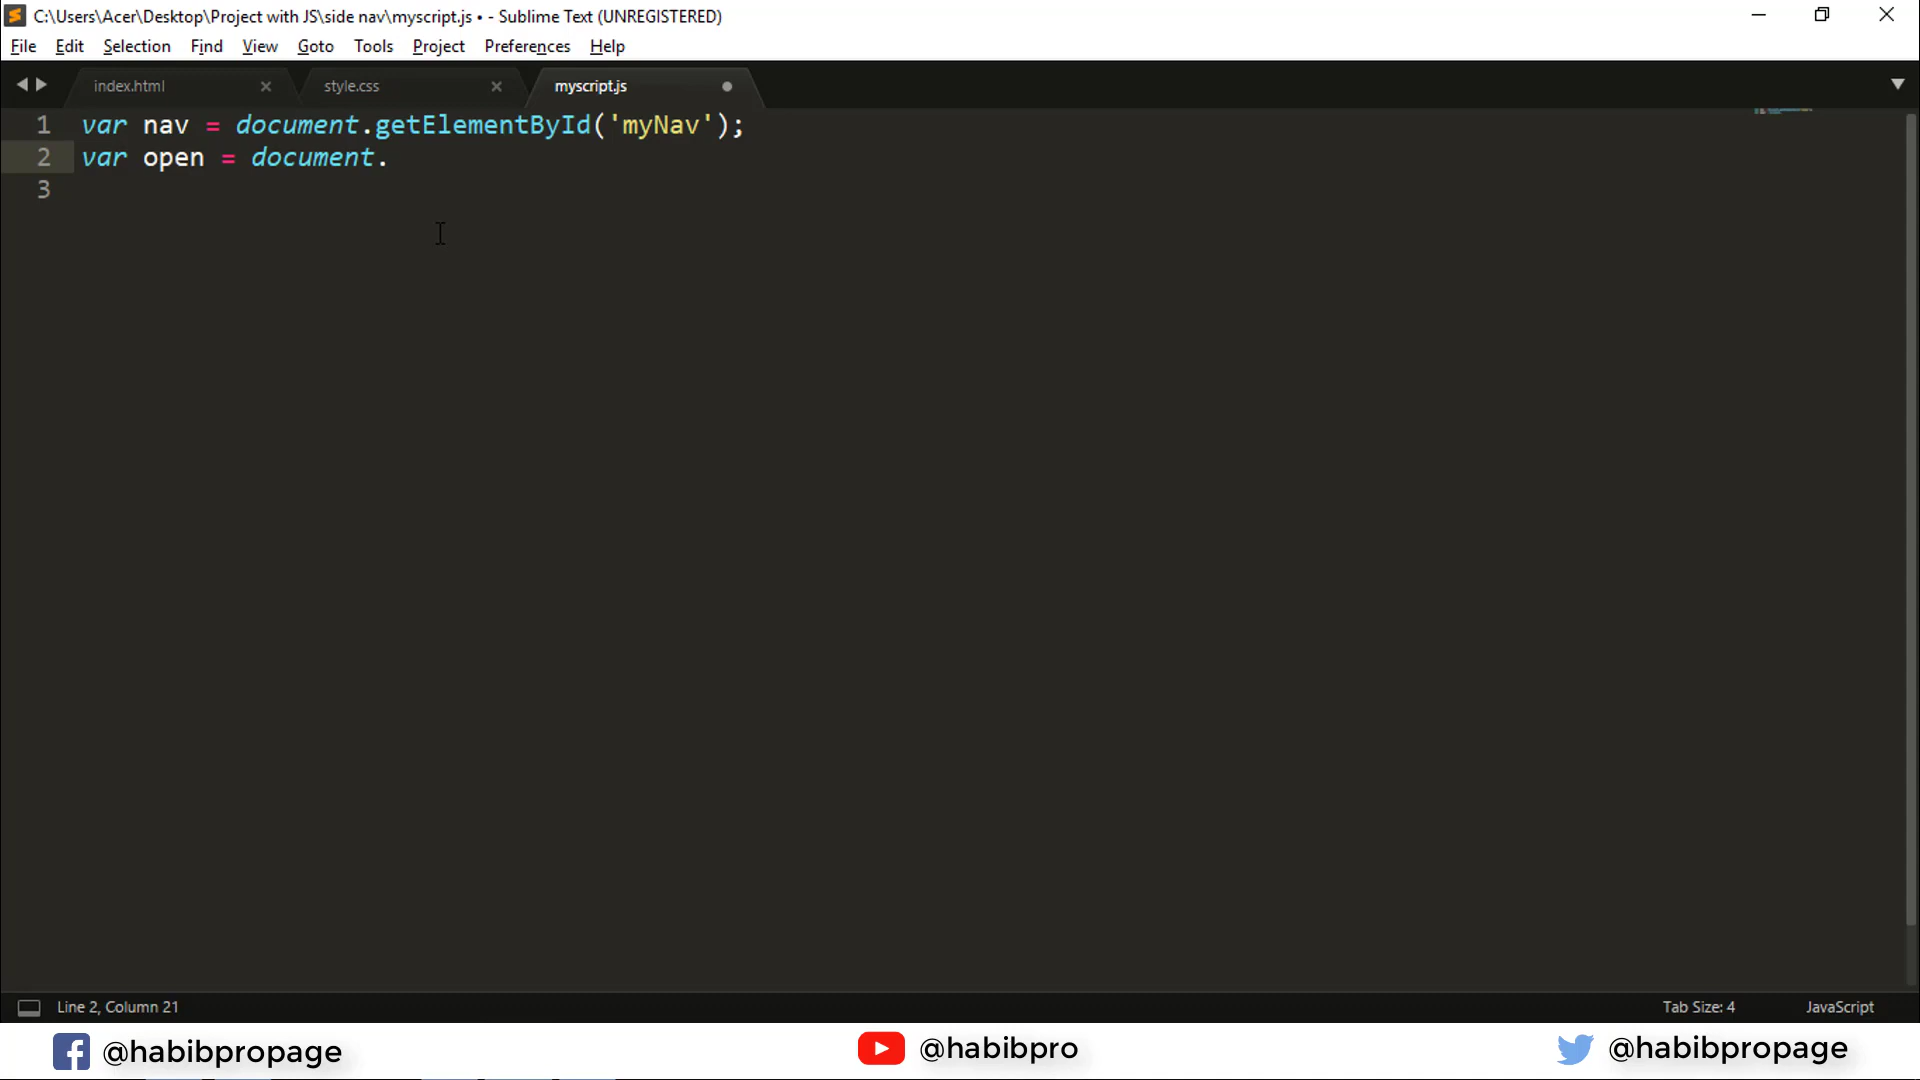 C:\Users\Acer\Desktop\Project with JS\side nav\myscript.js • - Sublime Text (UNREGISTERED)
File Edit Selection Find View Goto Tools Project Preferences Help
index.html style.css myscript.js
1 var nav = document.getElementById('myNav');
2 var open = document.
3
Line 2, Column 21 Tab Size: 4 JavaScript
@habibpropage @habibpro @habibpropage